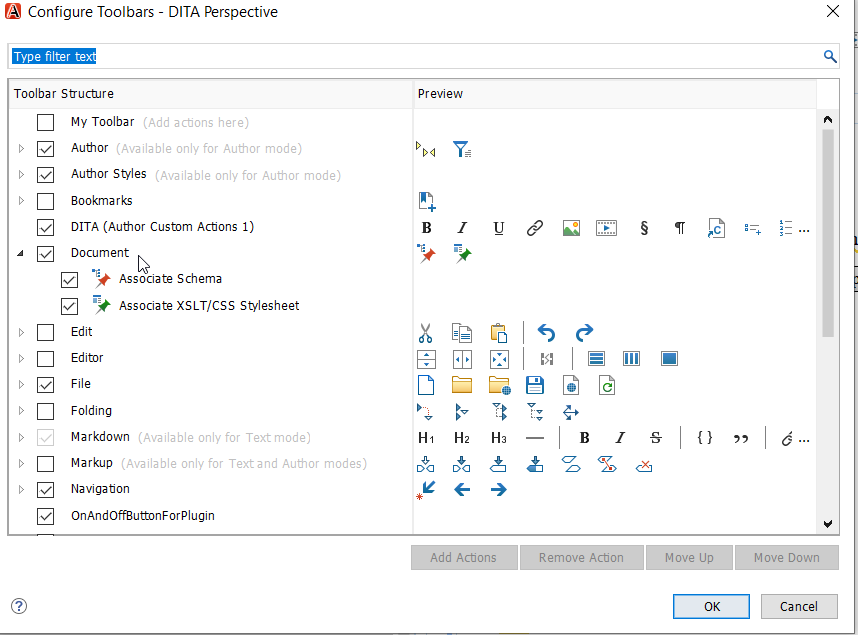 Configure Toolbars - DITA Perspective
Type filter text
Toolbar Structure Preview
My Toolbar (Add actions here)
Author (Available only for Author mode)
Author Styles (Available only for Author mode)
Bookmarks
DITA (Author Custom Actions 1) B I U § ¶ C ...
Document
Associate Schema
Associate XSLT/CSS Stylesheet
Edit
Editor
File
Folding
Markdown (Available only for Text mode) H1 H2 H3 — B I S { } ” ...
Markup (Available only for Text and Author modes)
Navigation
OnAndOffButtonForPlugin
Add Actions Remove Action Move Up Move Down
? OK Cancel